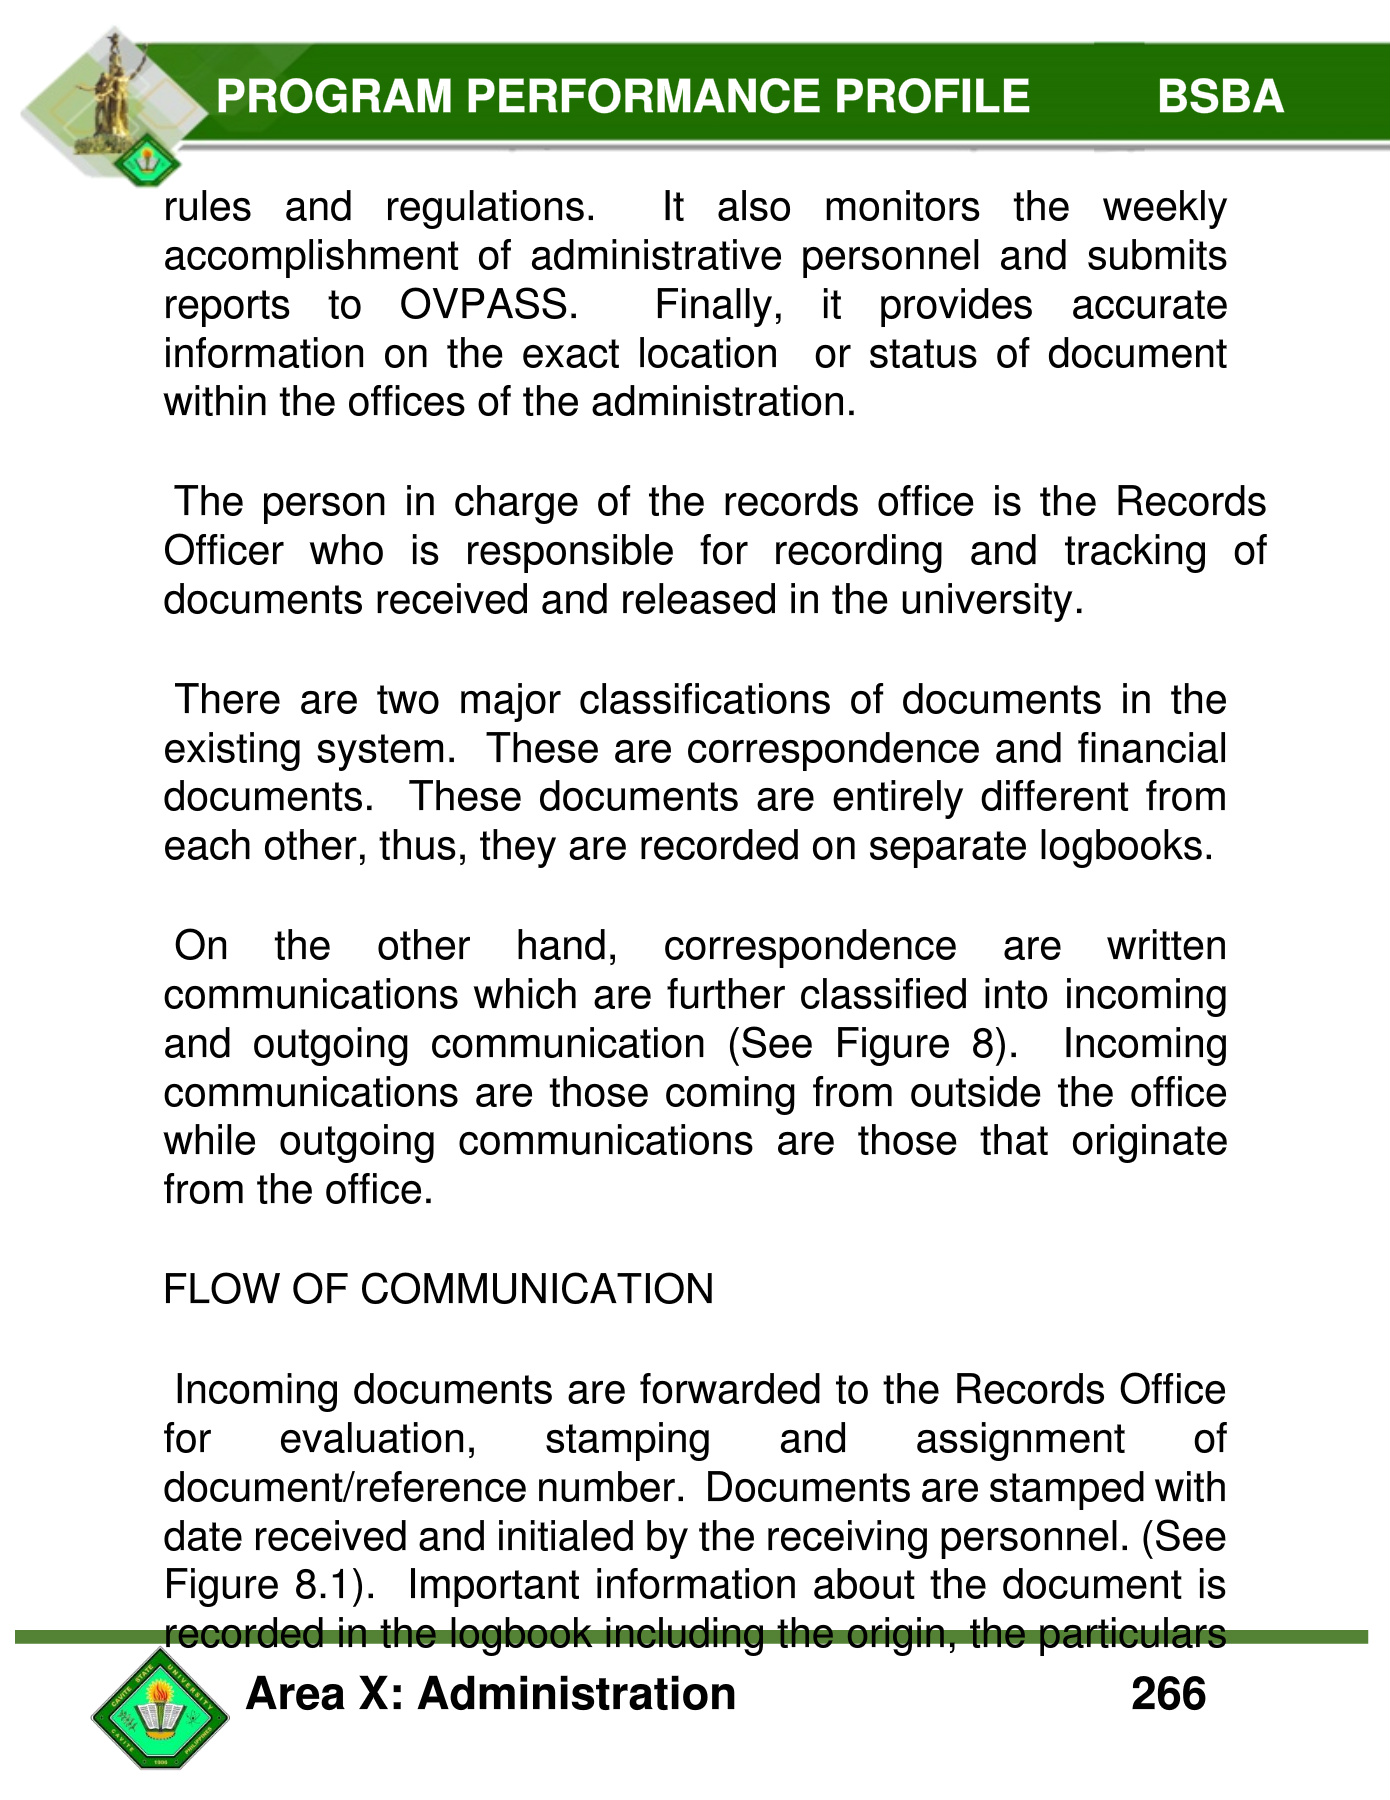 PROGRAM PERFORMANCE PROFILE BSBA
rules and regulations. It also monitors the weekly
accomplishment of administrative personnel and submits
reports to OVPASS. Finally, it provides accurate
information on the exact location or status of document
within the offices of the administration.
The person in charge of the records office is the Records
Officer who is responsible for recording and tracking of
documents received and released in the university.
There are two major classifications of documents in the
existing system. These are correspondence and financial
documents. These documents are entirely different from
each other, thus, they are recorded on separate logbooks.
On the other hand, correspondence are written
communications which are further classified into incoming
and outgoing communication (See Figure 8). Incoming
communications are those coming from outside the office
while outgoing communications are those that originate
from the office.
FLOW OF COMMUNICATION
Incoming documents are forwarded to the Records Office
for evaluation, stamping and assignment of
document/reference number. Documents are stamped with
date received and initialed by the receiving personnel. (See
Figure 8.1). Important information about the document is
recorded in the logbook including the origin, the particulars
CAVITE STATE UNIVERSITY
CAVITE PHILIPPINES
1906
Area X: Administration 266